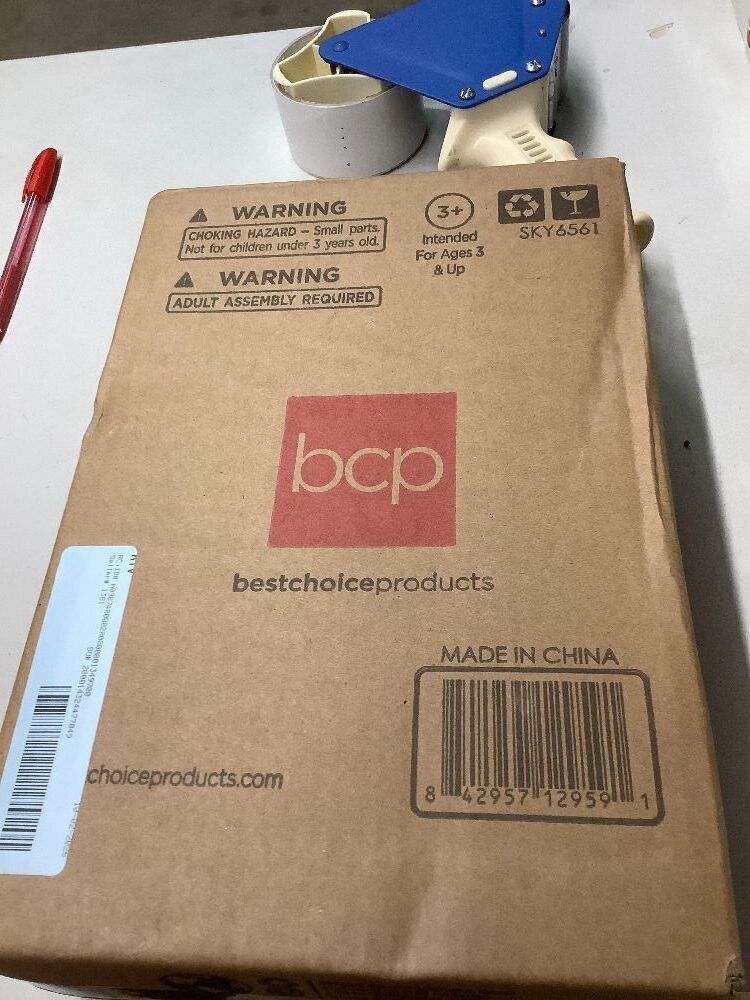 WARNING
CHOKING HAZARD – Small parts.
Not for children under 3 years old.
WARNING
ADULT ASSEMBLY REQUIRED
3+
Intended
For Ages 3
& Up
SKY6561
bcp
bestchoiceproducts
MADE IN CHINA
8 42957 12959 1
choiceproducts.com